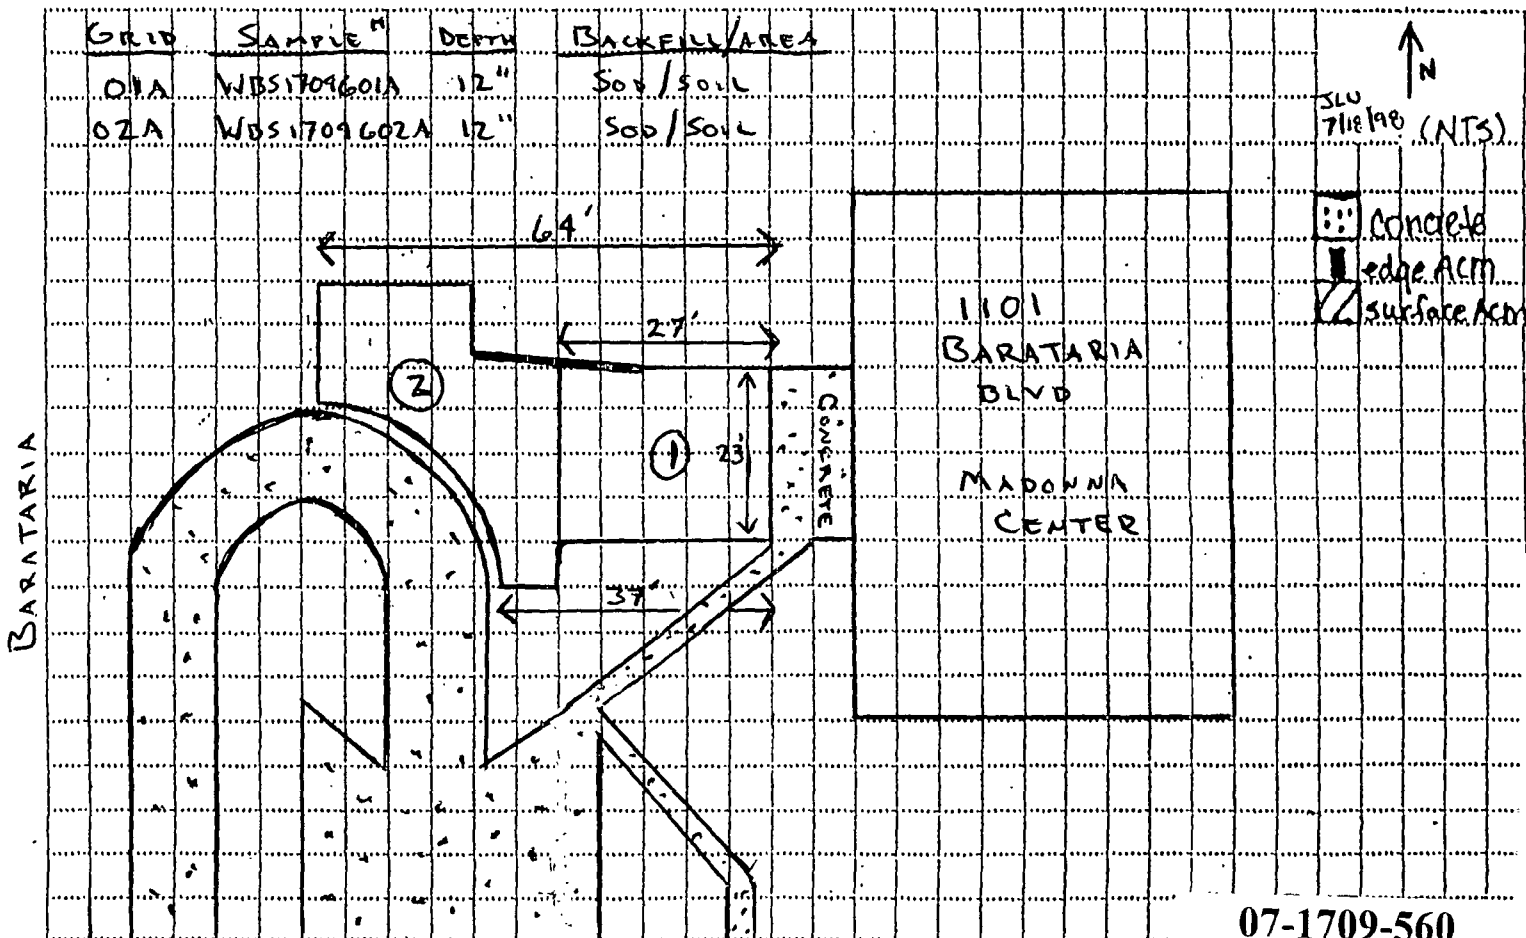 GRID SAMPLE # DEPTH BACKFILL/AREA
01A WBS1709601A 12" SOD/SOIL
02A WBS1709602A 12" SOD/SOIL
N
7/18/98 (NTS)
concrete
edge ACM
surface ACM
64'
27'
1101
BARATARIA
BLVD
2
1
23'
CONCRETE
MADONNA
CENTER
37'
BARATARIA
07-1709-560